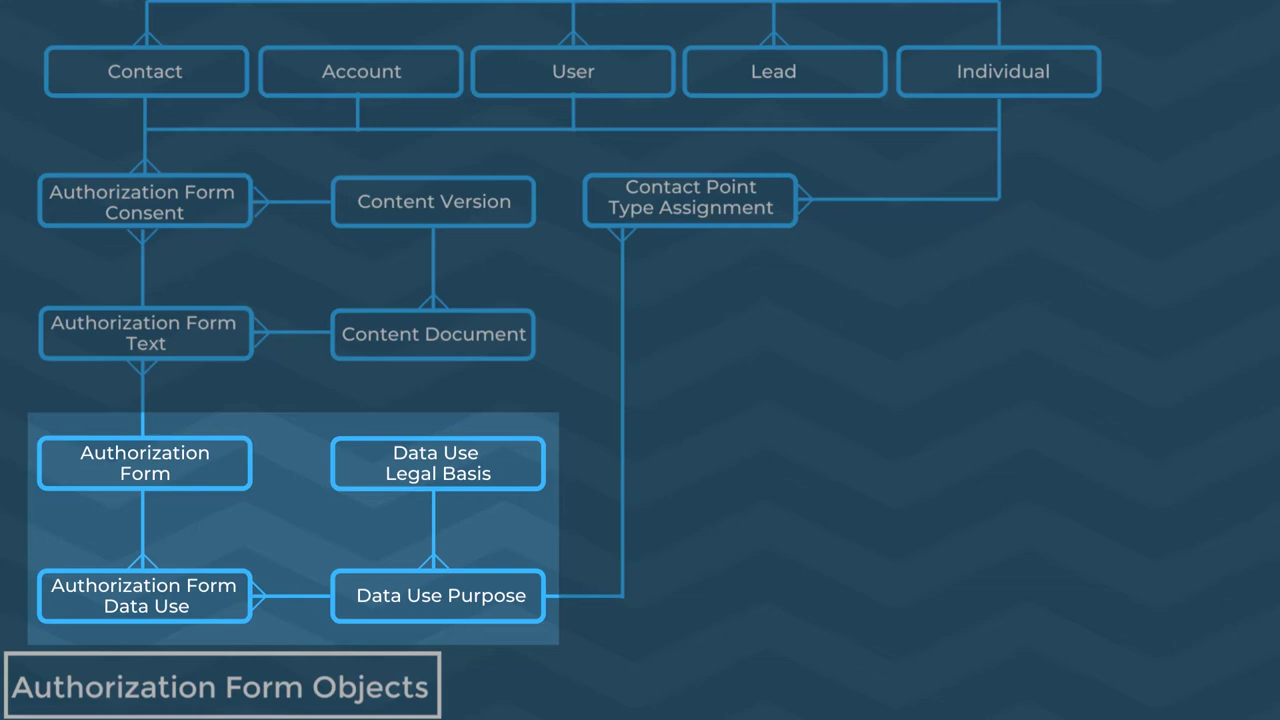 Contact
Account
User
Lead
Individual
Authorization Form
Consent
Content Version
Contact Point
Type Assignment
Authorization Form
Text
Content Document
Authorization
Form
Data Use
Legal Basis
Authorization Form
Data Use
Data Use Purpose
Authorization Form Objects